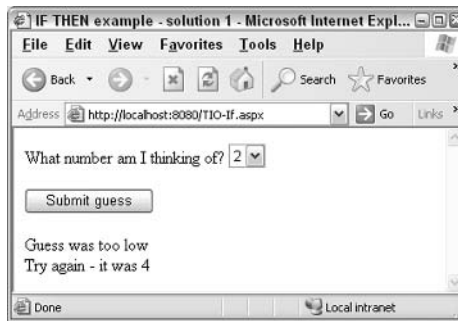 IF THEN example - solution 1 - Microsoft Internet Expl...
File Edit View Favorites Tools Help
Back Search Favorites »
Address http://localhost:8080/TIO-If.aspx Go Links »
What number am I thinking of? 2
Submit guess
Guess was too low
Try again - it was 4
Done Local intranet